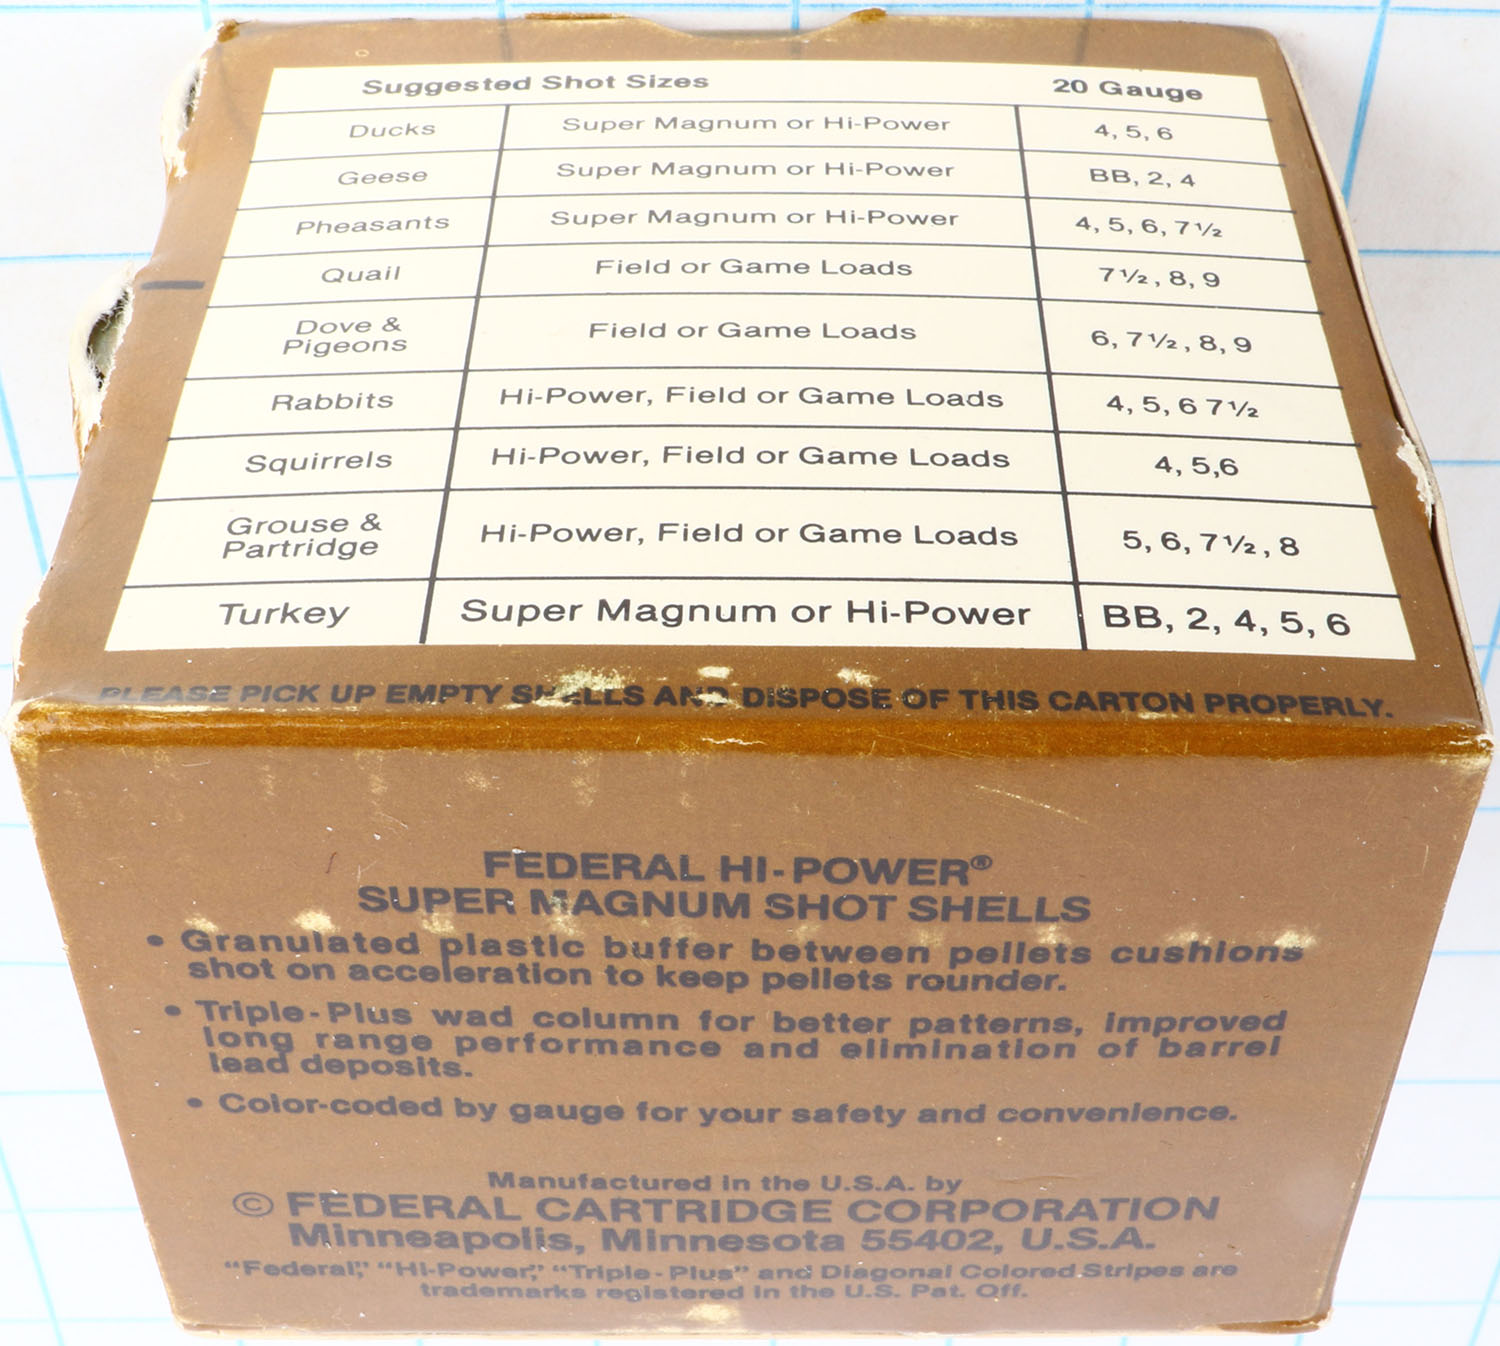 Suggested Shot Sizes 20 Gauge
Ducks Super Magnum or Hi-Power 4, 5, 6
Geese Super Magnum or Hi-Power BB, 2, 4
Pheasants Super Magnum or Hi-Power 4, 5, 6, 7½
Quail Field or Game Loads 7½, 8, 9
Dove &
Pigeons Field or Game Loads 6, 7½, 8, 9
Rabbits Hi-Power, Field or Game Loads 4, 5, 6 7½
Squirrels Hi-Power, Field or Game Loads 4, 5,6
Grouse &
Partridge Hi-Power, Field or Game Loads 5, 6, 7½, 8
Turkey Super Magnum or Hi-Power BB, 2, 4, 5, 6
PLEASE PICK UP EMPTY SHELLS AND DISPOSE OF THIS CARTON PROPERLY.
FEDERAL HI-POWER®
SUPER MAGNUM SHOT SHELLS
• Granulated plastic buffer between pellets cushions
shot on acceleration to keep pellets rounder.
• Triple-Plus wad column for better patterns, improved
long range performance and elimination of barrel
lead deposits.
• Color-coded by gauge for your safety and convenience.
Manufactured in the U.S.A. by
© FEDERAL CARTRIDGE CORPORATION
Minneapolis, Minnesota 55402, U.S.A.
“Federal,” “Hi-Power,” “Triple-Plus” and Diagonal Colored Stripes are
trademarks registered in the U.S. Pat. Off.